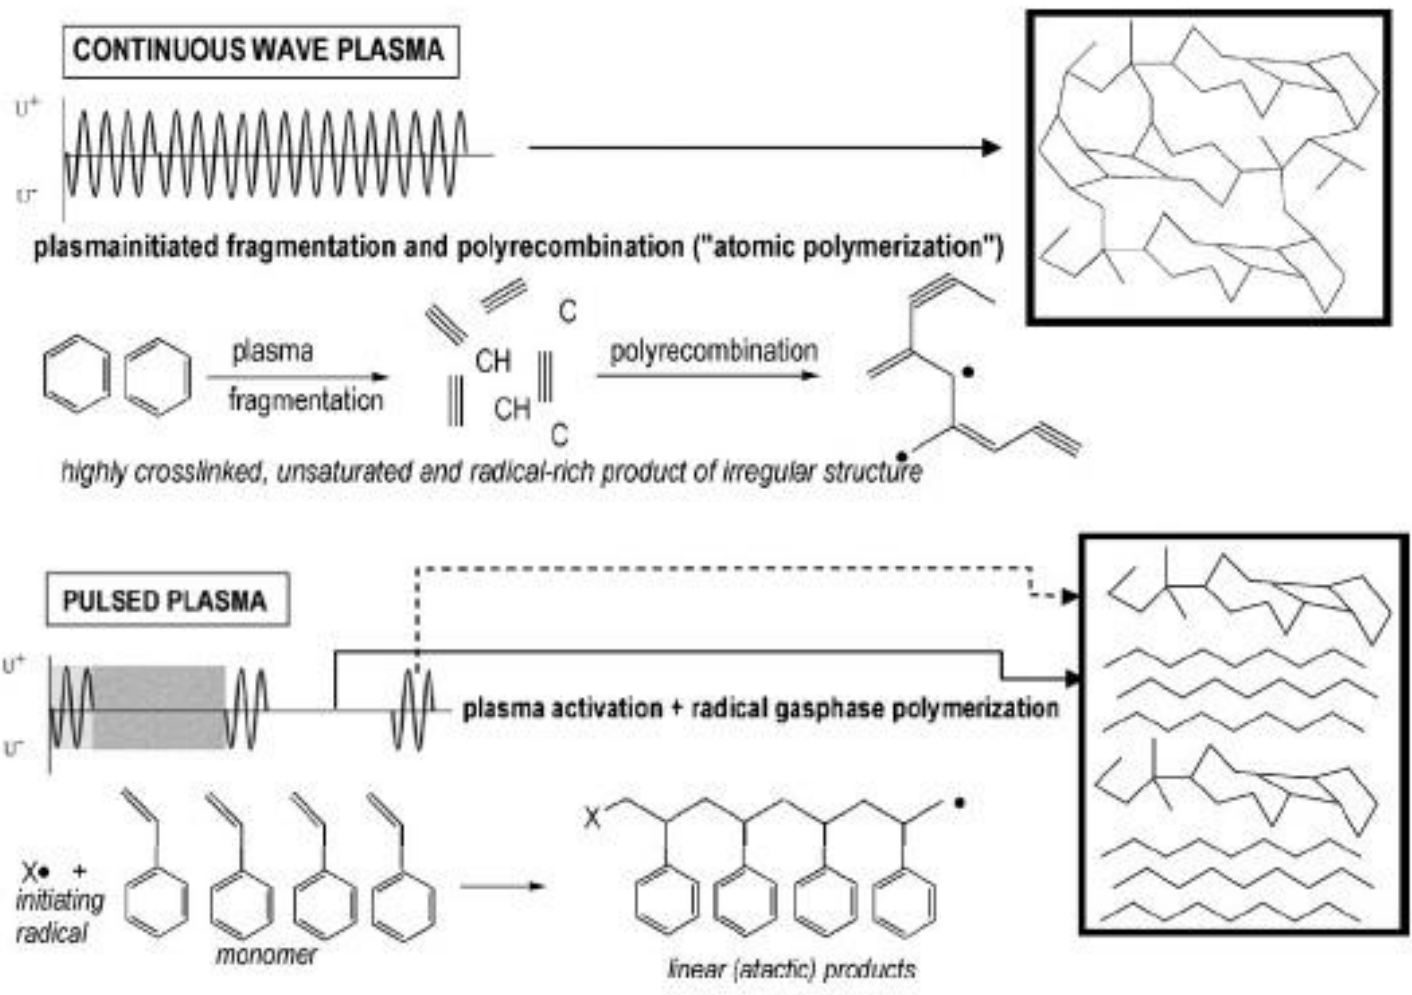 CONTINUOUS WAVE PLASMA
U+
U-
plasmainitiated fragmentation and polyrecombination ("atomic polymerization")
plasma
fragmentation
C
CH
CH
C
polyrecombination
highly crosslinked, unsaturated and radical-rich product of irregular structure
PULSED PLASMA
U+
U-
plasma activation + radical gasphase polymerization
X• +
initiating
radical
monomer
X
linear (atactic) products